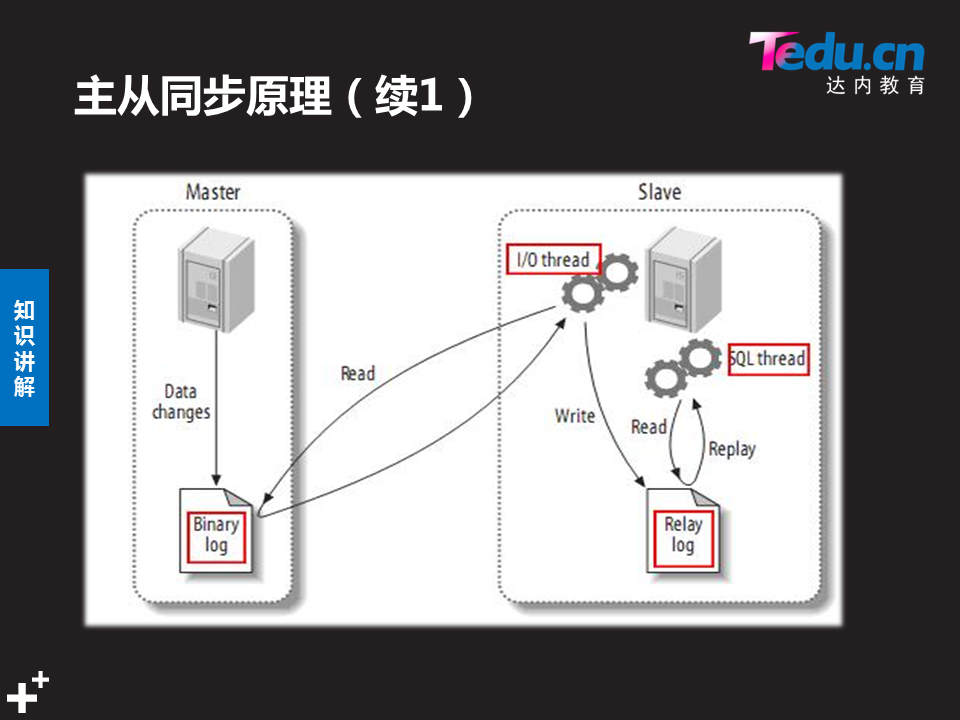 Tedu.cn
达内教育
主从同步原理（续1）
知
识
讲
解
Master
Slave
I/O thread
SQL thread
Read
Data
changes
Write
Read
Replay
Binary
log
Relay
log